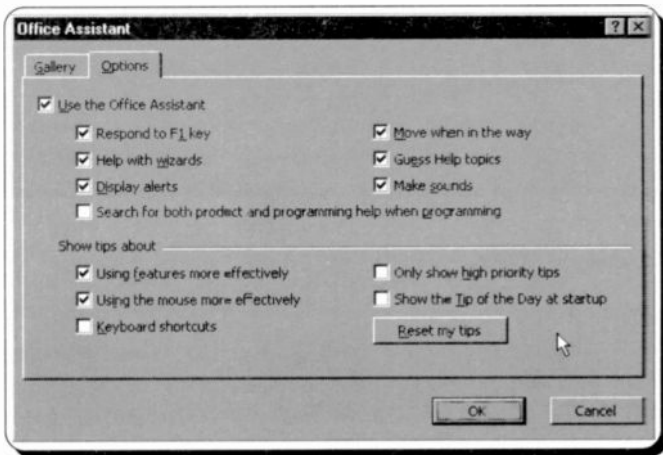 Office Assistant
Gallery Options
Use the Office Assistant
Respond to F1 key
Move when in the way
Help with wizards
Guess Help topics
Display alerts
Make sounds
Search for both product and programming help when programming
Show tips about
Using features more effectively
Only show high priority tips
Using the mouse more effectively
Show the Tip of the Day at startup
Keyboard shortcuts
Reset my tips
OK Cancel